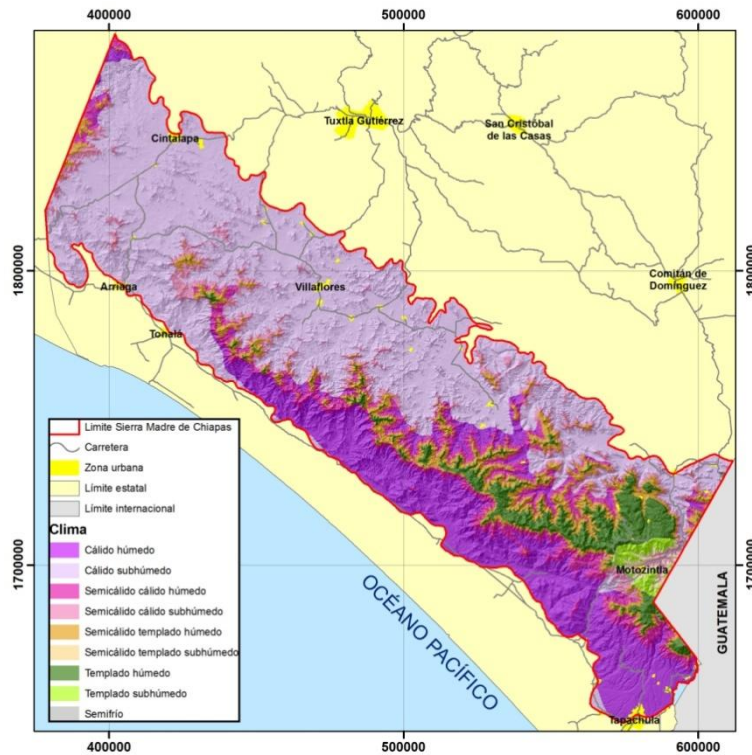 400000
500000
600000
Tuxtla Gutiérrez
San Cristóbal
de las Casas
Cintalapa
1800000
1800000
Comitán de
Domínguez
Arriaga
Villaflores
Tonalá
Límite Sierra Madre de Chiapas
Carretera
Zona urbana
Límite estatal
Límite internacional
Clima
Cálido húmedo
Cálido subhúmedo
Semicálido cálido húmedo
Semicálido cálido subhúmedo
Semicálido templado húmedo
Semicálido templado subhúmedo
Templado húmedo
Templado subhúmedo
Semifrío
1700000
1700000
Motozintla
GUATEMALA
OCÉANO PACÍFICO
Tapachula
400000
500000
600000